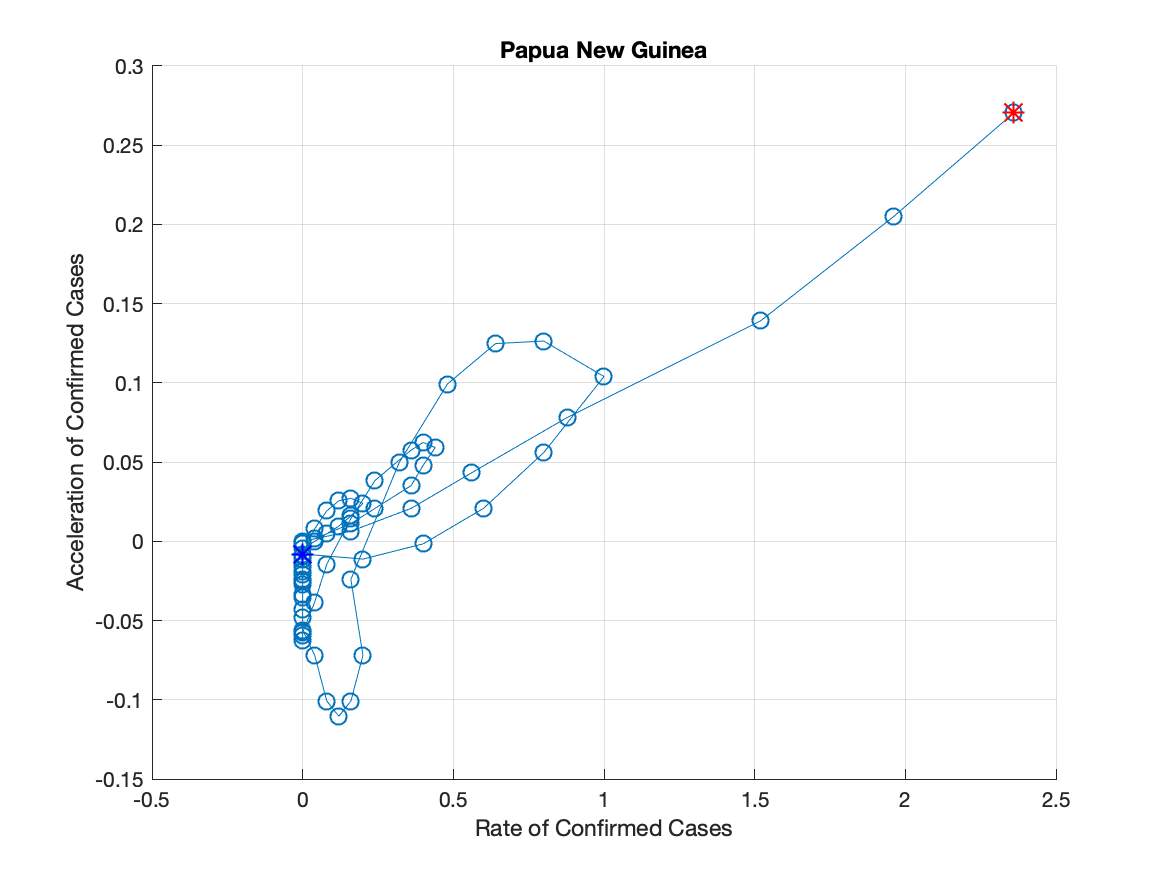 Papua New Guinea
0.3
0.25
0.2
0.15
0.1
0.05
0
-0.05
-0.1
-0.15
Acceleration of Confirmed Cases
-0.5 0 0.5 1 1.5 2 2.5
Rate of Confirmed Cases